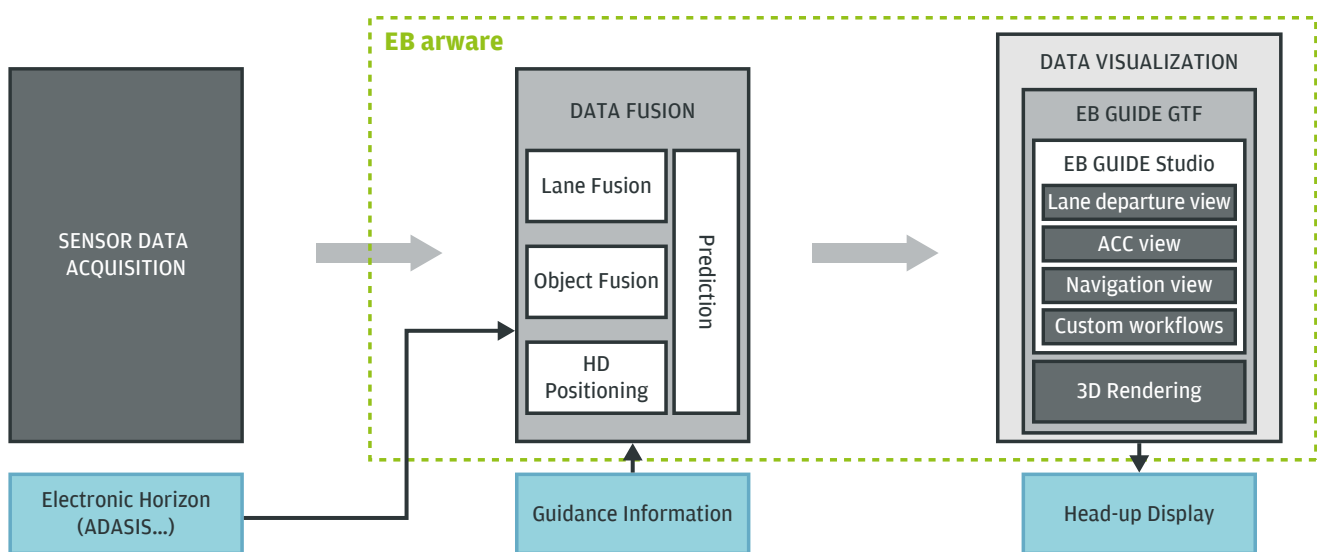 EB arware
SENSOR DATA
ACQUISITION
DATA FUSION
Lane Fusion
Object Fusion
HD
Positioning
Prediction
DATA VISUALIZATION
EB GUIDE GTF
EB GUIDE Studio
Lane departure view
ACC view
Navigation view
Custom workflows
3D Rendering
Electronic Horizon
(ADASIS...)
Guidance Information
Head-up Display